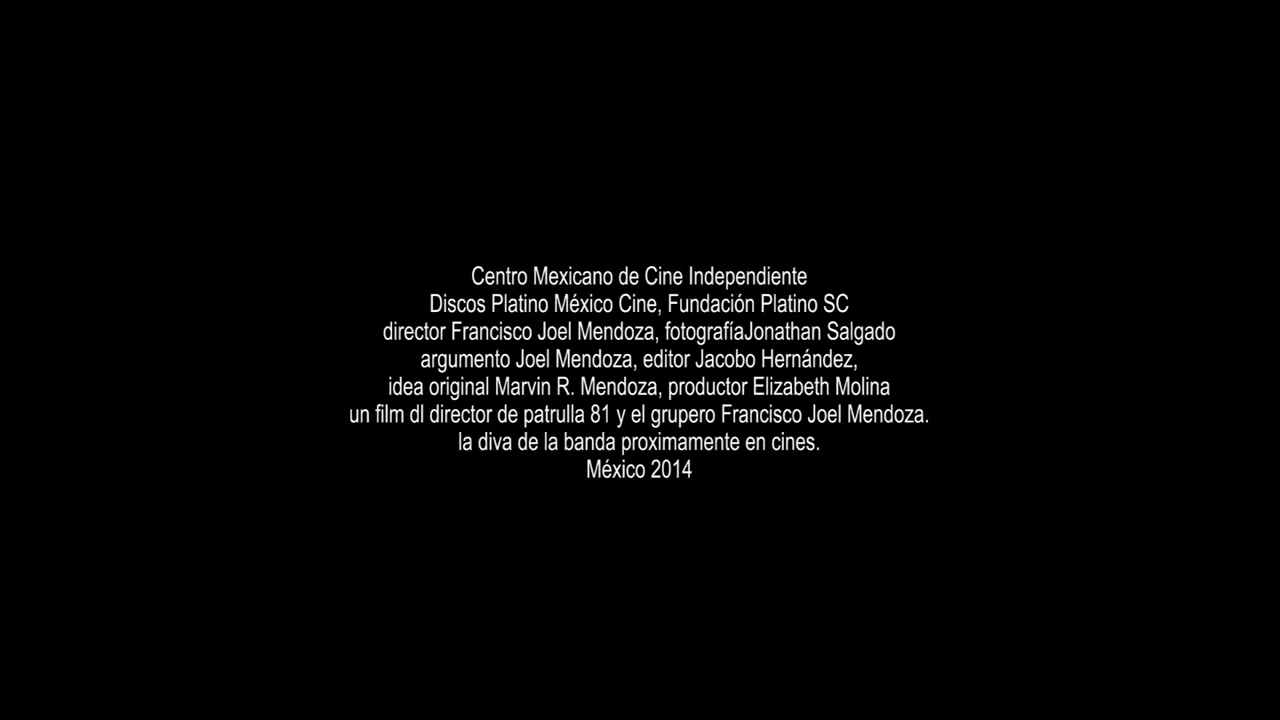 Centro Mexicano de Cine Independiente
Discos Platino México Cine, Fundación Platino SC
director Francisco Joel Mendoza, fotografíaJonathan Salgado
argumento Joel Mendoza, editor Jacobo Hernández,
idea original Marvin R. Mendoza, productor Elizabeth Molina
un film dl director de patrulla 81 y el grupero Francisco Joel Mendoza.
la diva de la banda proximamente en cines.
México 2014